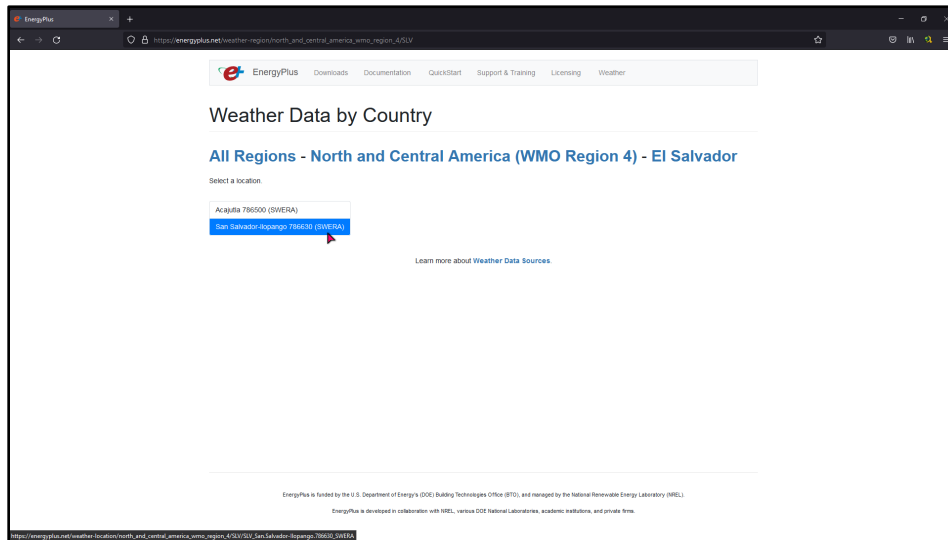 EnergyPlus
https://energyplus.net/weather-region/north_and_central_america_wmo_region_4/SLV
EnergyPlus Downloads Documentation QuickStart Support & Training Licensing Weather
Weather Data by Country
All Regions - North and Central America (WMO Region 4) - El Salvador
Select a location.
Acajutla 786500 (SWERA)
San Salvador-Ilopango 786630 (SWERA)
Learn more about Weather Data Sources.
EnergyPlus is funded by the U.S. Department of Energy's (DOE) Building Technologies Office (BTO), and managed by the National Renewable Energy Laboratory (NREL).
EnergyPlus is developed in collaboration with NREL, various DOE National Laboratories, academic institutions, and private firms.
https://energyplus.net/weather-location/north_and_central_america_wmo_region_4/SLV/SLV_San.Salvador-Ilopango.786630_SWERA